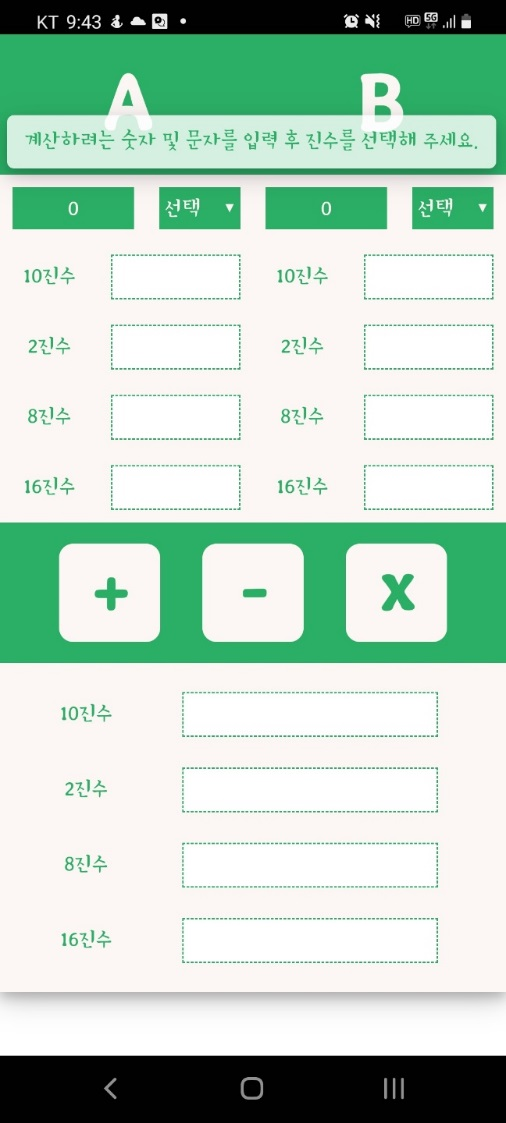 KT 9:43
HD 5G
A B
계산하려는 숫자 및 문자를 입력 후 진수를 선택해 주세요.
0 선택 ▼ 0 선택 ▼
10진수 10진수
2진수 2진수
8진수 8진수
16진수 16진수
+ - X
10진수
2진수
8진수
16진수